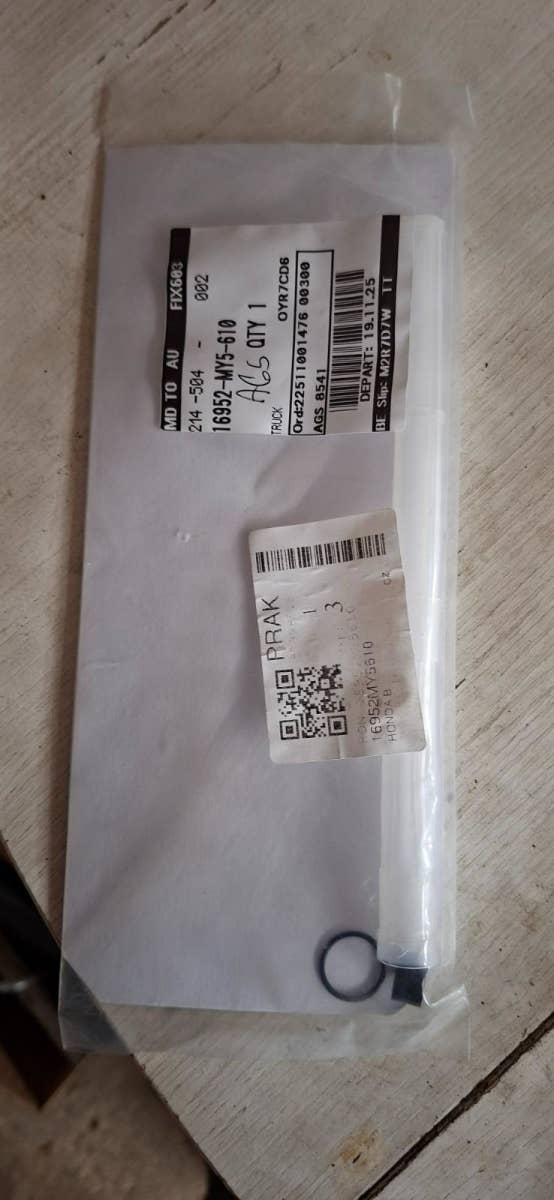 MD TO AU FIX603
214 -504 - 002
16952-MY5-610
AGS QTY 1
TRUCK OYR7CD6
Ord:22511001476 00300
AGS 8541
DEPART: 19.11.25
BE Slip: M2R7D7W TT
PRAK
1
3
16952MY5610
HONDA B
CZ